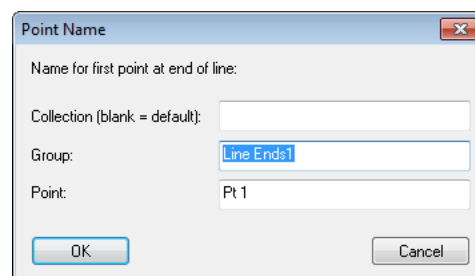 Point Name
Name for first point at end of line:
Collection (blank = default):
Group: Line Ends1
Point: Pt 1
OK Cancel